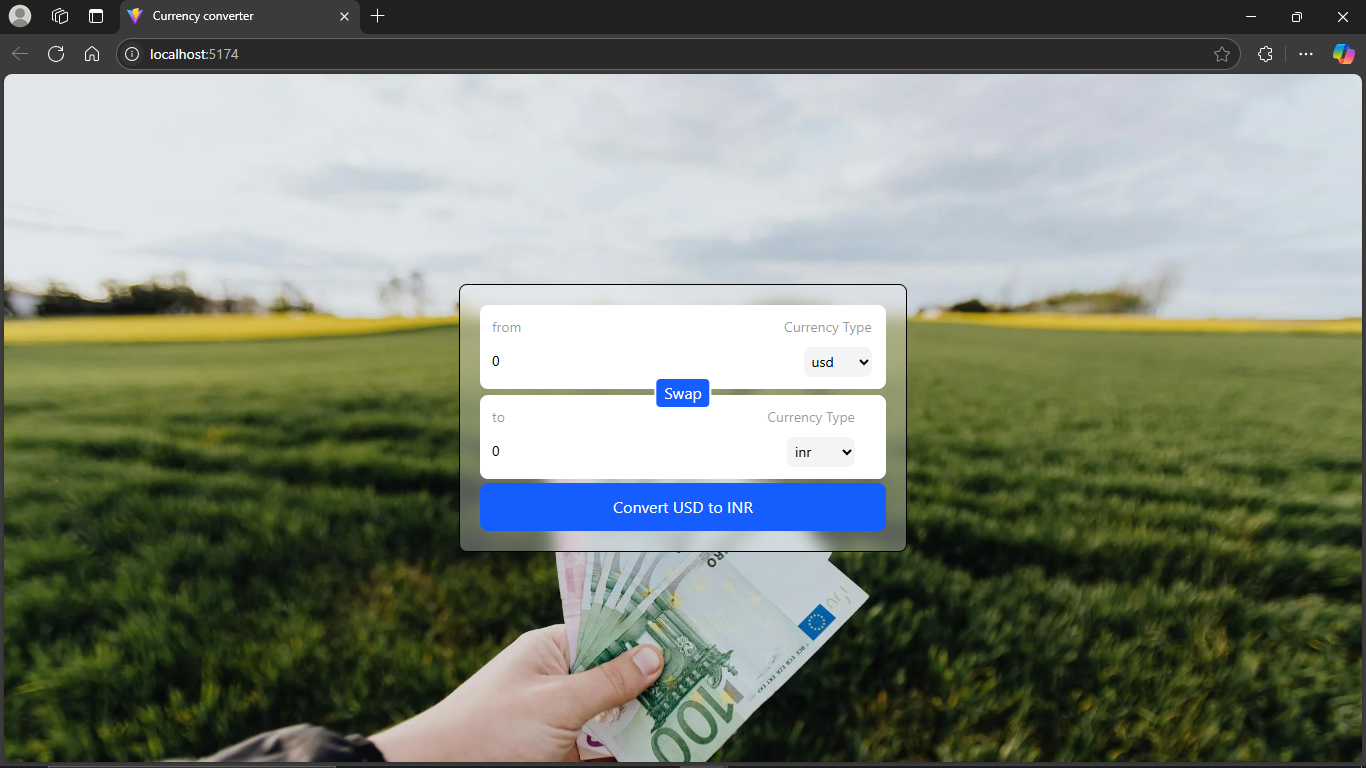 Currency converter
localhost:5174
from
Currency Type
0
usd
Swap
to
Currency Type
0
inr
Convert USD to INR
100